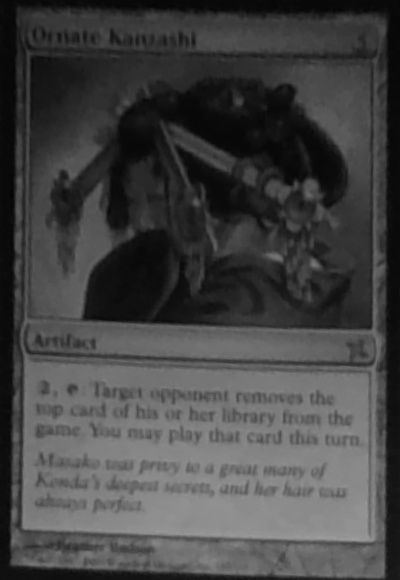 Ornate Kanzashi 5
Artifact
2, T: Target opponent removes the
top card of his or her library from the
game. You may play that card this turn.
Masako was privy to a great many of
Konda's deepest secrets, and her hair was
always perfect.
Heather Hudson